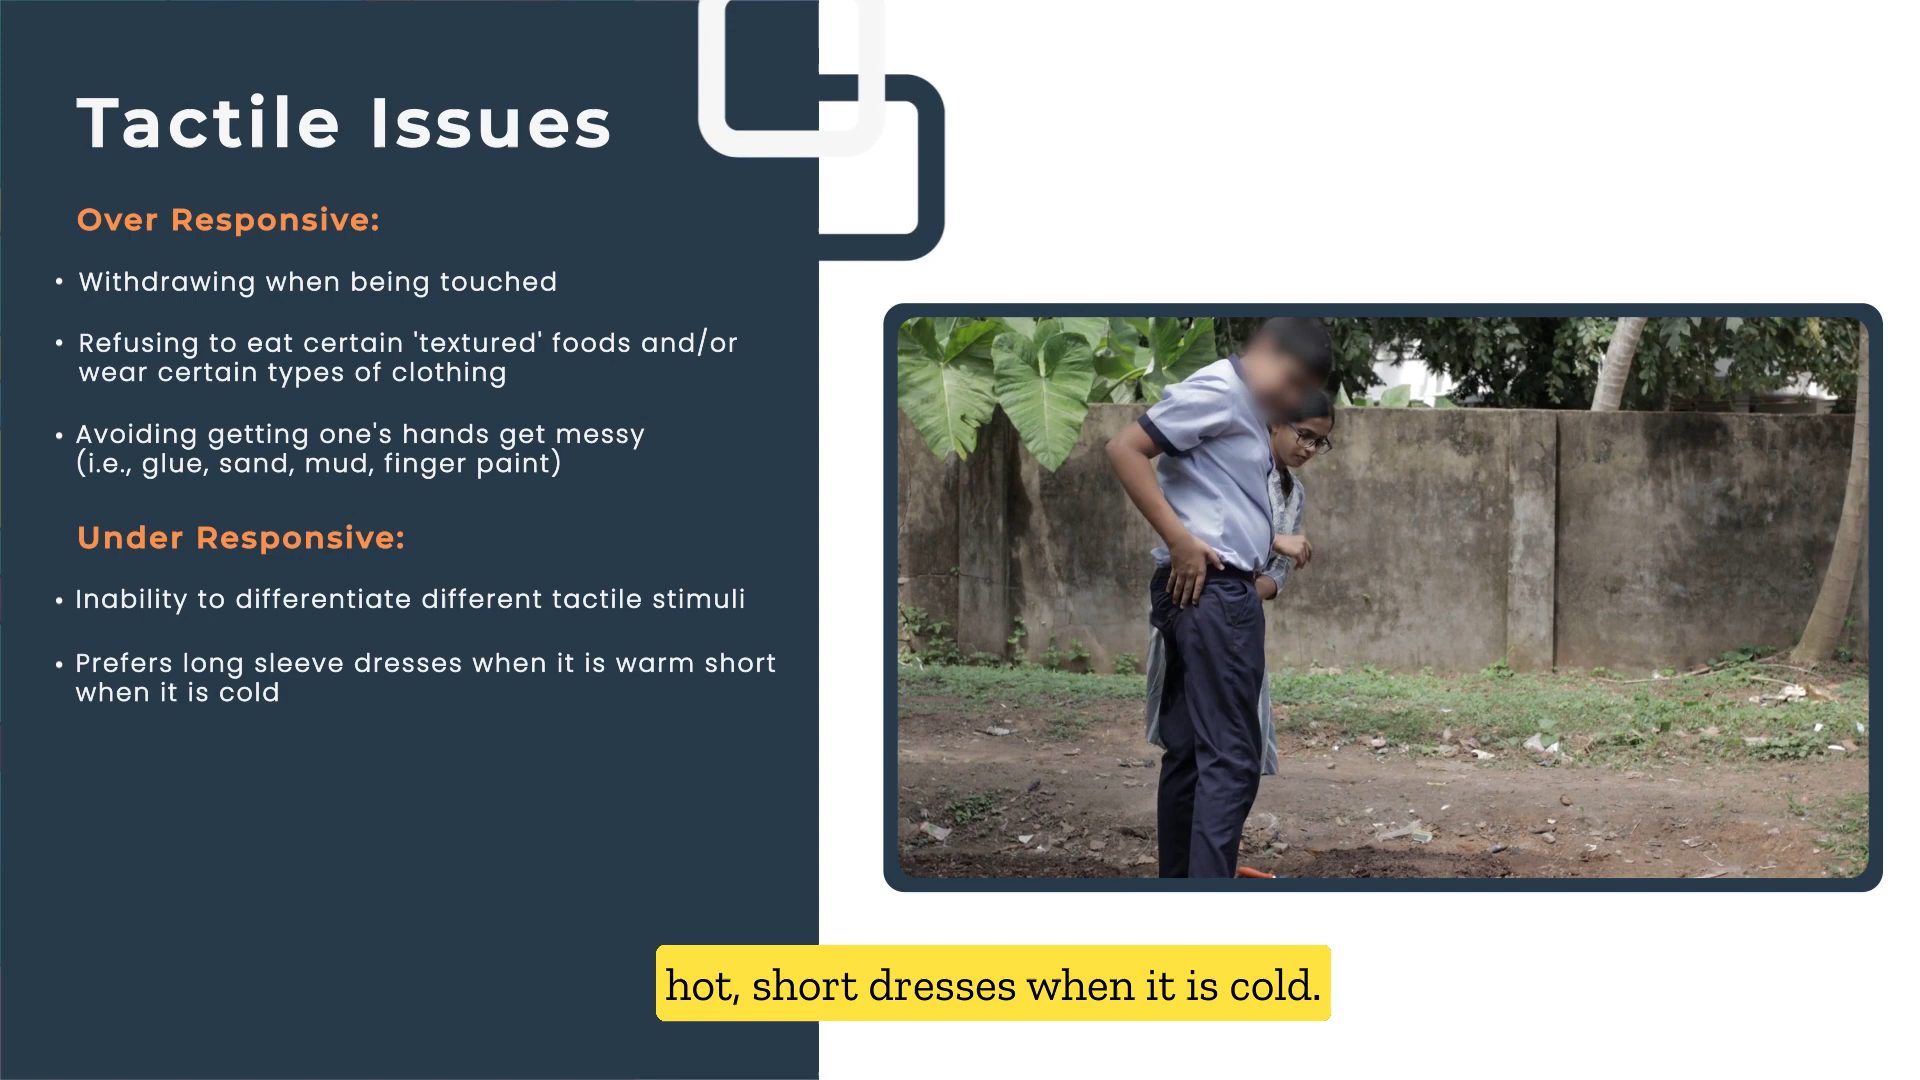 Tactile Issues
Over Responsive:
• Withdrawing when being touched
• Refusing to eat certain 'textured' foods and/or
wear certain types of clothing
• Avoiding getting one's hands get messy
(i.e., glue, sand, mud, finger paint)
Under Responsive:
• Inability to differentiate different tactile stimuli
• Prefers long sleeve dresses when it is warm short
when it is cold
hot, short dresses when it is cold.